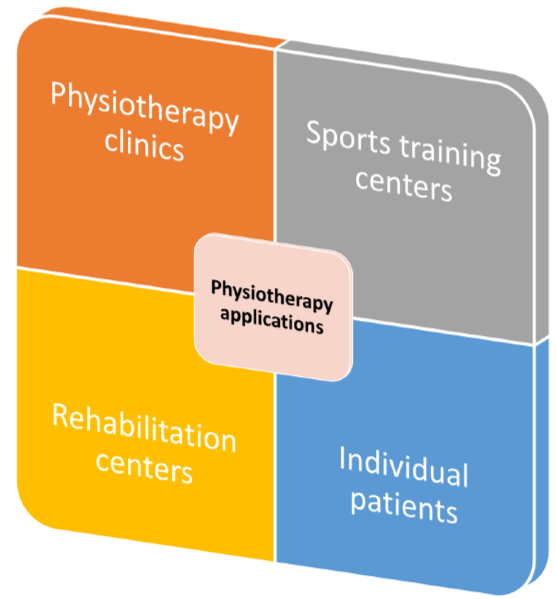 Physiotherapy
clinics
Sports training
centers
Physiotherapy
applications
Rehabilitation
centers
Individual
patients